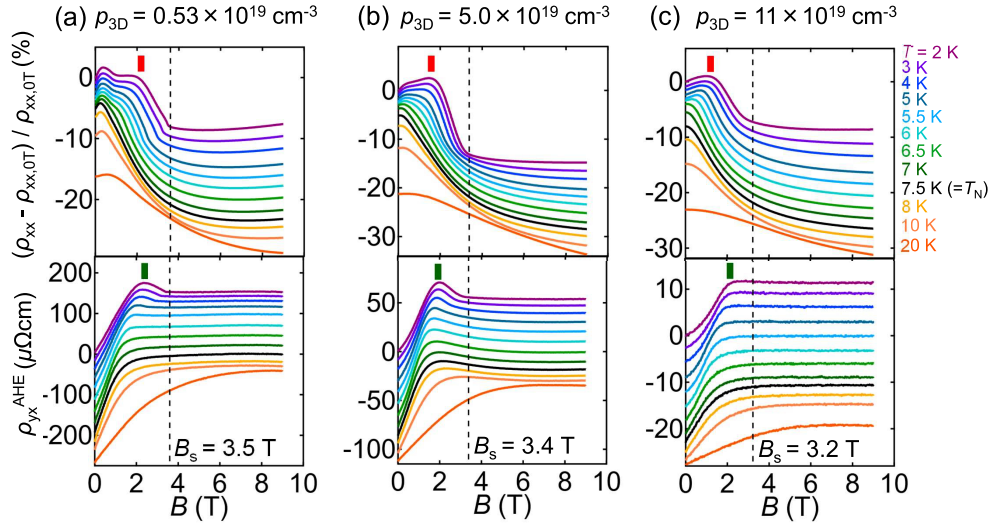 (a) p3D = 0.53 × 10^19 cm-3
(b) p3D = 5.0 × 10^19 cm-3
(c) p3D = 11 × 10^19 cm-3
(ρxx - ρxx,0T) / ρxx,0T (%)
0
-10
-20
0
-10
-20
-30
0
-10
-20
-30
T = 2 K
3 K
4 K
5 K
5.5 K
6 K
6.5 K
7 K
7.5 K (=TN)
8 K
10 K
20 K
ρyx^AHE (μΩcm)
200
100
0
-100
-200
Bs = 3.5 T
50
0
-50
-100
Bs = 3.4 T
10
0
-10
-20
Bs = 3.2 T
0 2 4 6 8 10
0 2 4 6 8 10
0 2 4 6 8 10
B (T)
B (T)
B (T)